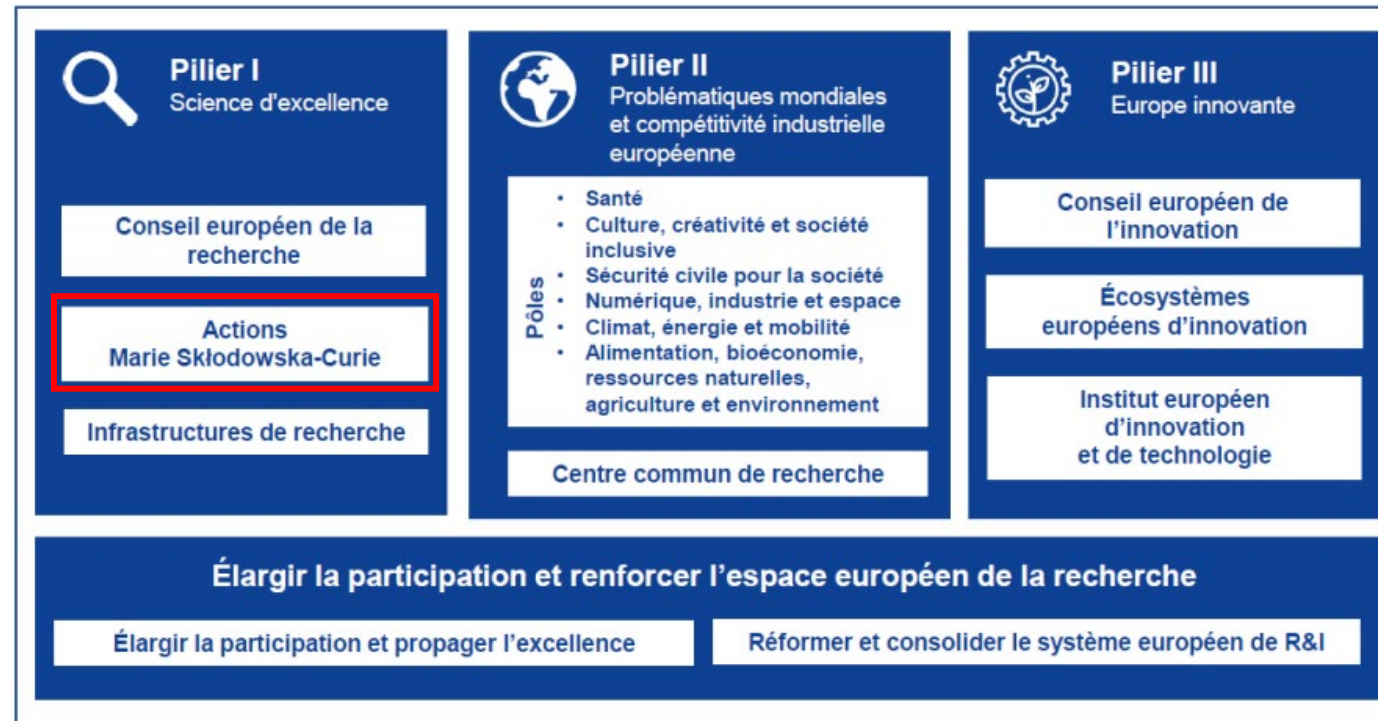 Pilier I
Science d'excellence
Conseil européen de la
recherche
Actions
Marie Skłodowska-Curie
Infrastructures de recherche
Pilier II
Problématiques mondiales
et compétitivité industrielle
européenne
Pôles
• Santé
• Culture, créativité et société
inclusive
• Sécurité civile pour la société
• Numérique, industrie et espace
• Climat, énergie et mobilité
• Alimentation, bioéconomie,
ressources naturelles,
agriculture et environnement
Centre commun de recherche
Pilier III
Europe innovante
Conseil européen de
l'innovation
Écosystèmes
européens d'innovation
Institut européen
d'innovation
et de technologie
Élargir la participation et renforcer l'espace européen de la recherche
Élargir la participation et propager l'excellence
Réformer et consolider le système européen de R&I